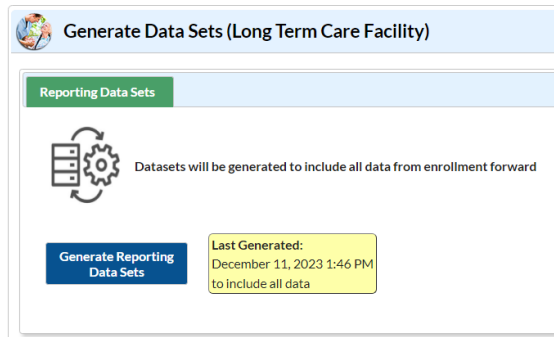 Generate Data Sets (Long Term Care Facility)
Reporting Data Sets
Datasets will be generated to include all data from enrollment forward
Generate Reporting
Data Sets
Last Generated:
December 11, 2023 1:46 PM
to include all data